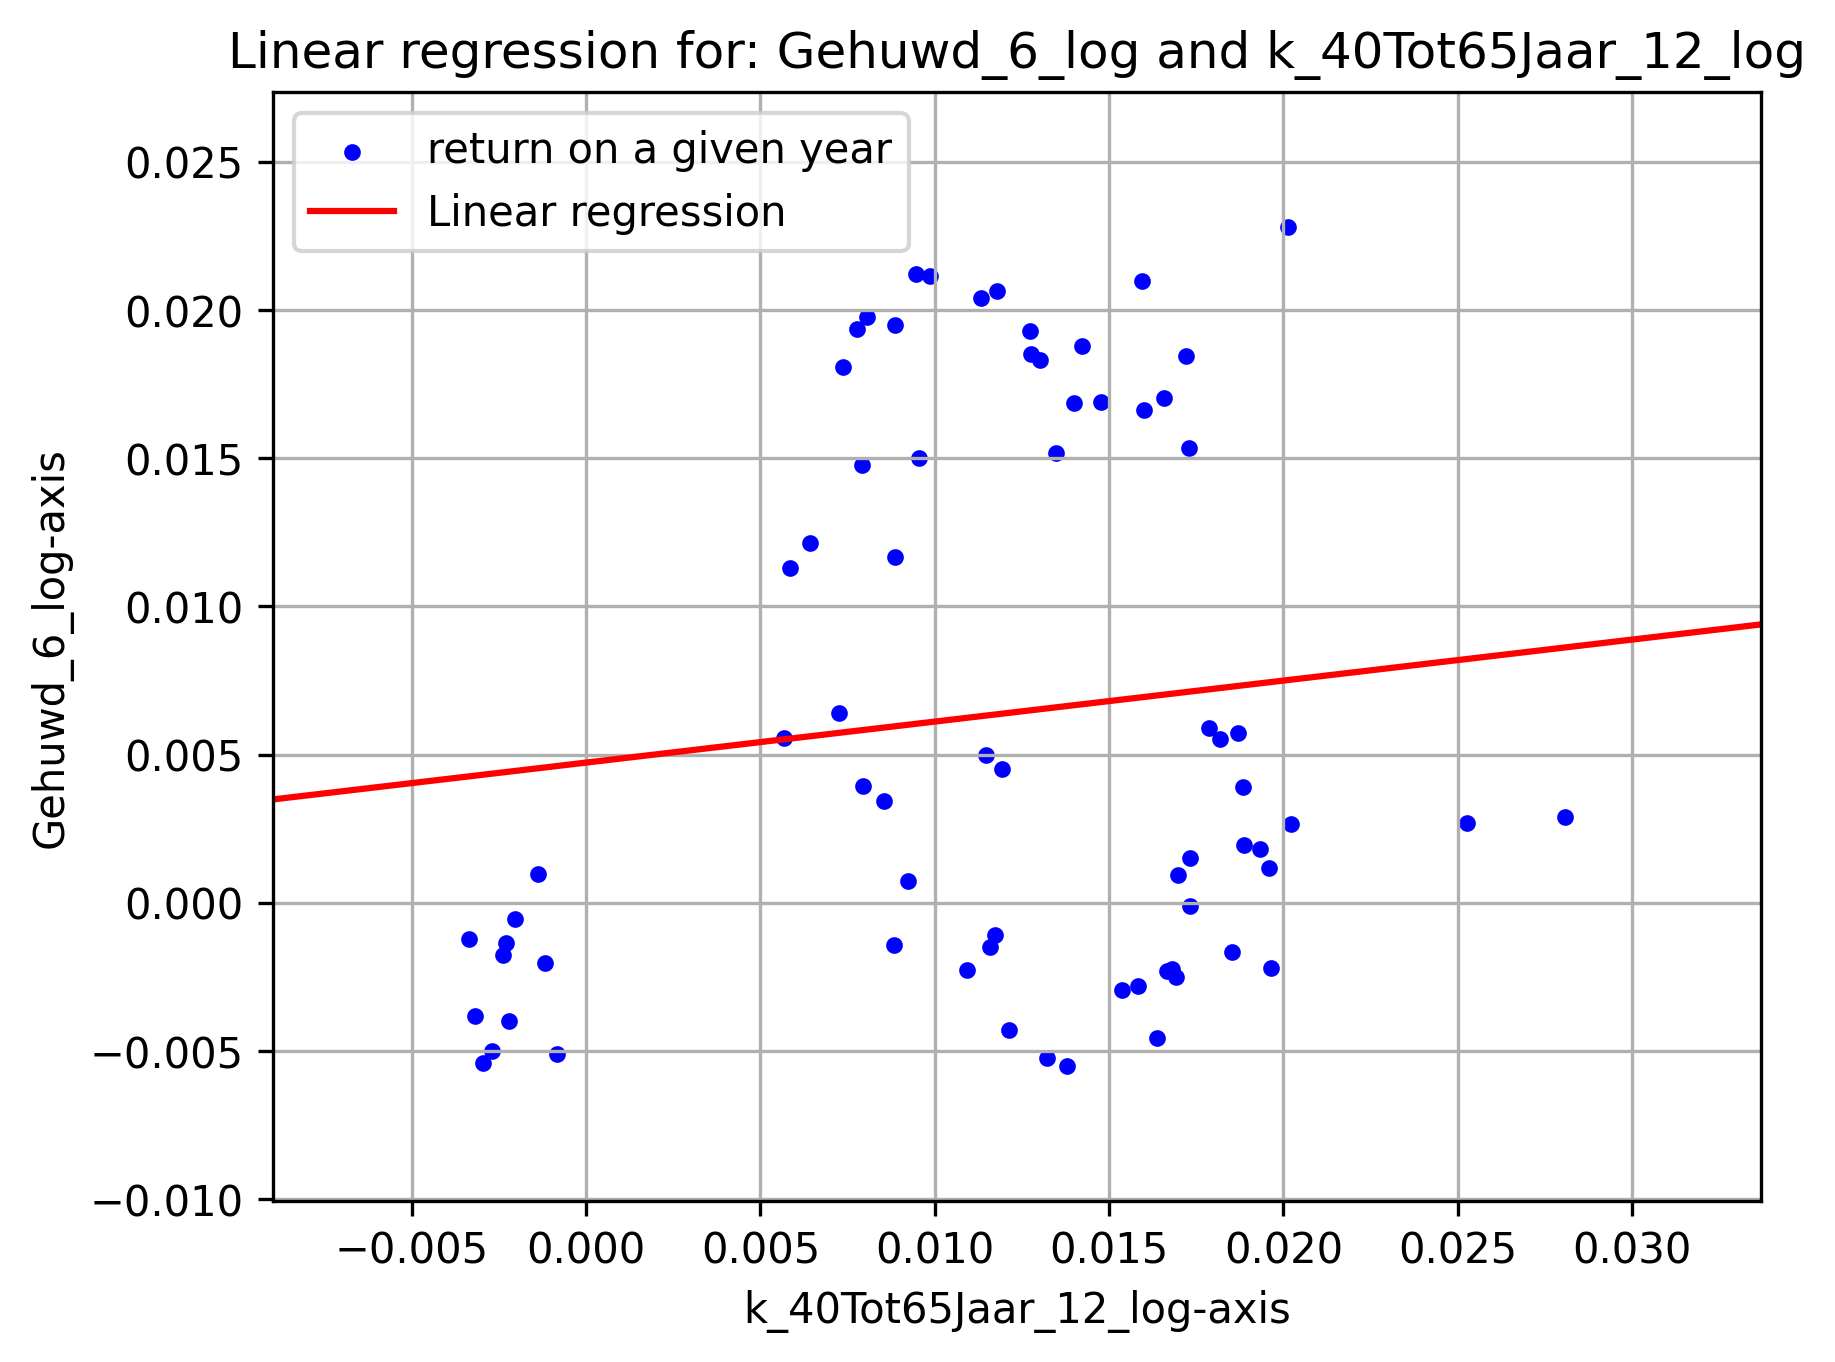 Linear regression for: Gehuwd_6_log and k_40Tot65Jaar_12_log
return on a given year
Linear regression
0.025
0.020
0.015
0.010
0.005
0.000
−0.005
−0.010
Gehuwd_6_log-axis
−0.005 0.000 0.005 0.010 0.015 0.020 0.025 0.030
k_40Tot65Jaar_12_log-axis